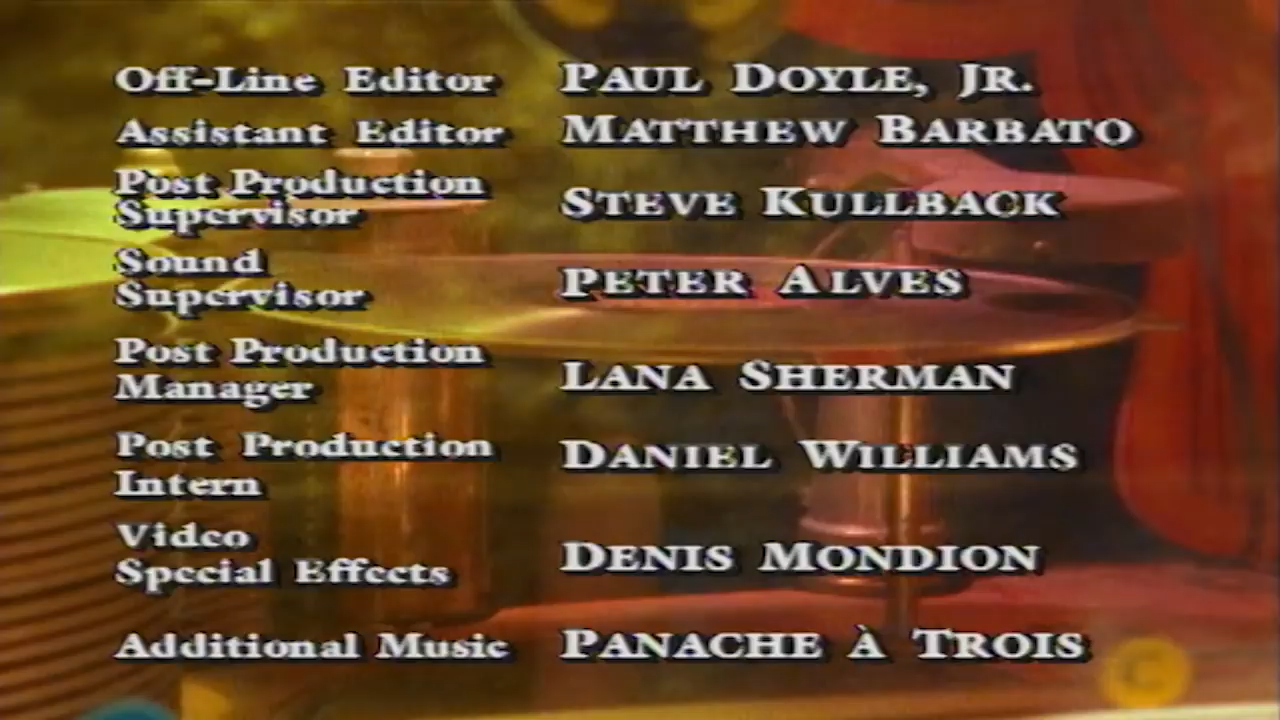 Off-Line Editor PAUL DOYLE, JR.
Assistant Editor MATTHEW BARBATO
Post Production
Supervisor STEVE KULLBACK
Sound
Supervisor PETER ALVES
Post Production
Manager LANA SHERMAN
Post Production
Intern DANIEL WILLIAMS
Video
Special Effects DENIS MONDION
Additional Music PANACHE À TROIS